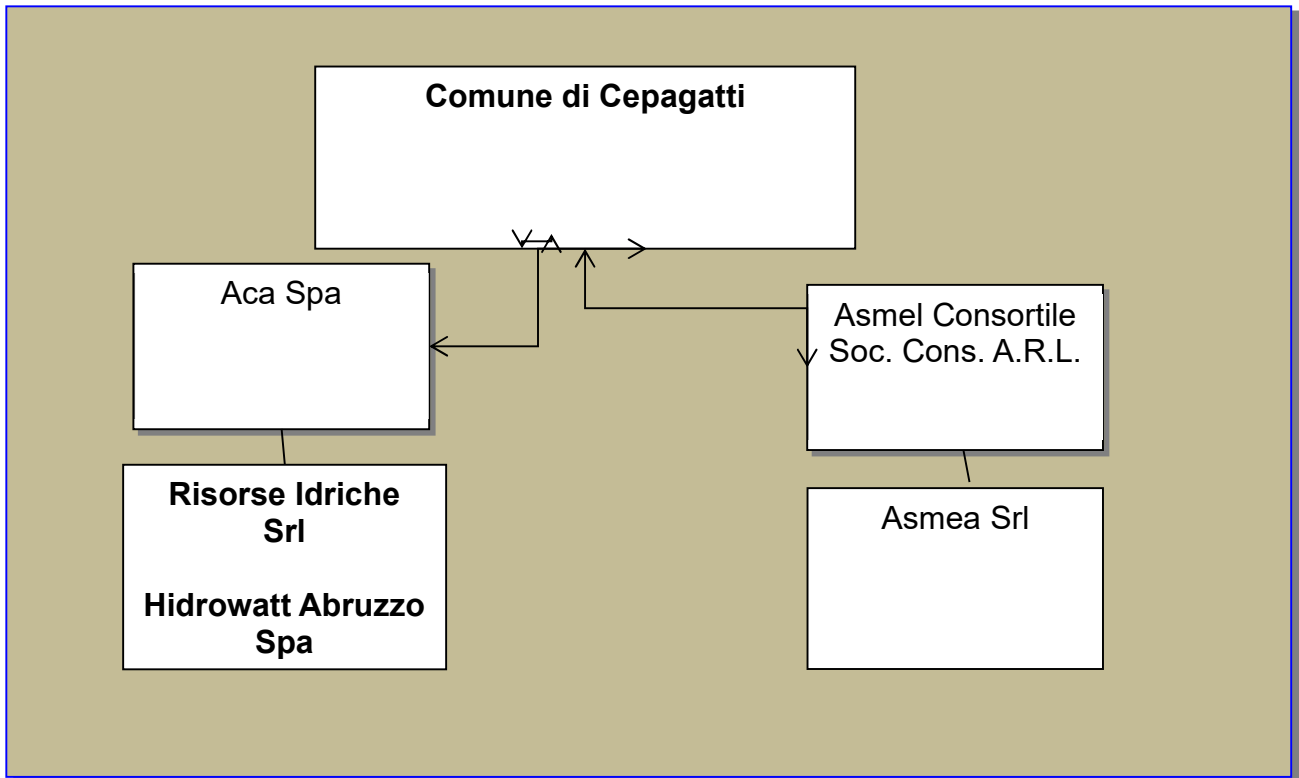 Comune di Cepagatti
Aca Spa
Asmel Consortile
Soc. Cons. A.R.L.
Risorse Idriche
Srl
Hidrowatt Abruzzo
Spa
Asmea Srl